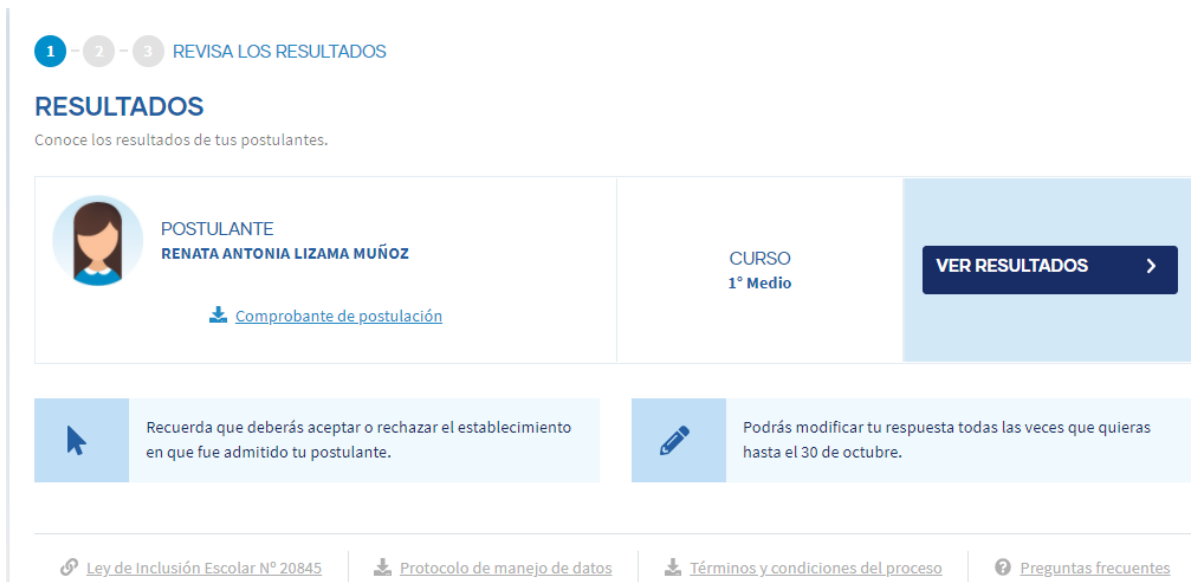 1 - 2 - 3 REVISA LOS RESULTADOS
RESULTADOS
Conoce los resultados de tus postulantes.
POSTULANTE
RENATA ANTONIA LIZAMA MUÑOZ
Comprobante de postulación
CURSO
1° Medio
VER RESULTADOS
Recuerda que deberás aceptar o rechazar el establecimiento
en que fue admitido tu postulante.
Podrás modificar tu respuesta todas las veces que quieras
hasta el 30 de octubre.
Ley de Inclusión Escolar Nº 20845
Protocolo de manejo de datos
Términos y condiciones del proceso
Preguntas frecuentes